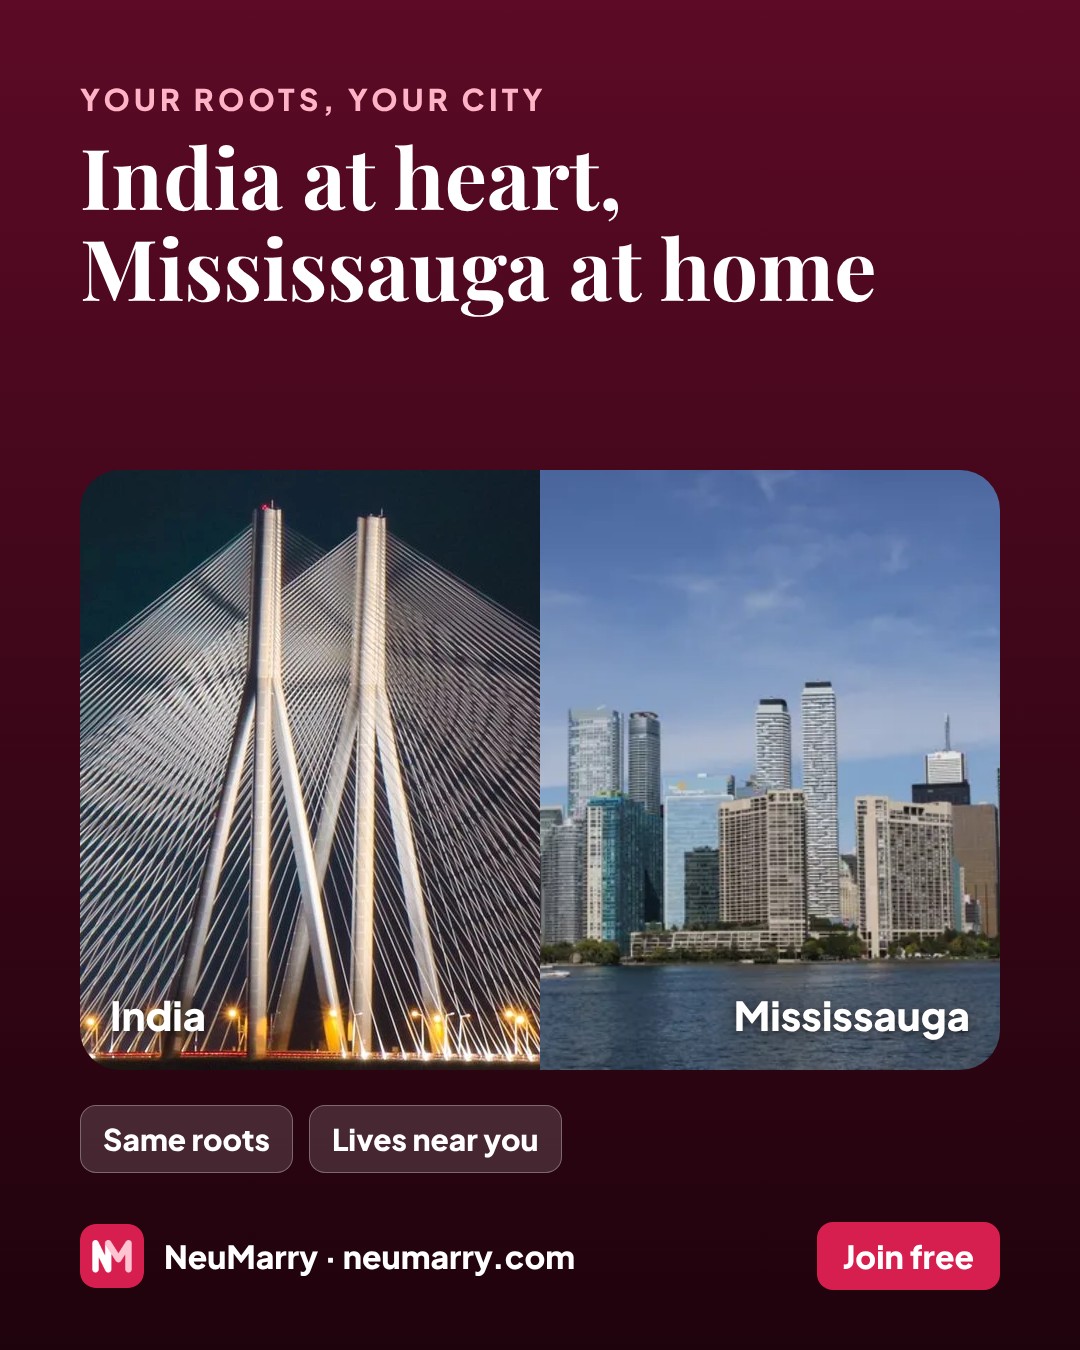 YOUR ROOTS, YOUR CITY
India at heart,
Mississauga at home
India
Mississauga
Same roots
Lives near you
NM
NeuMarry · neumarry.com
Join free